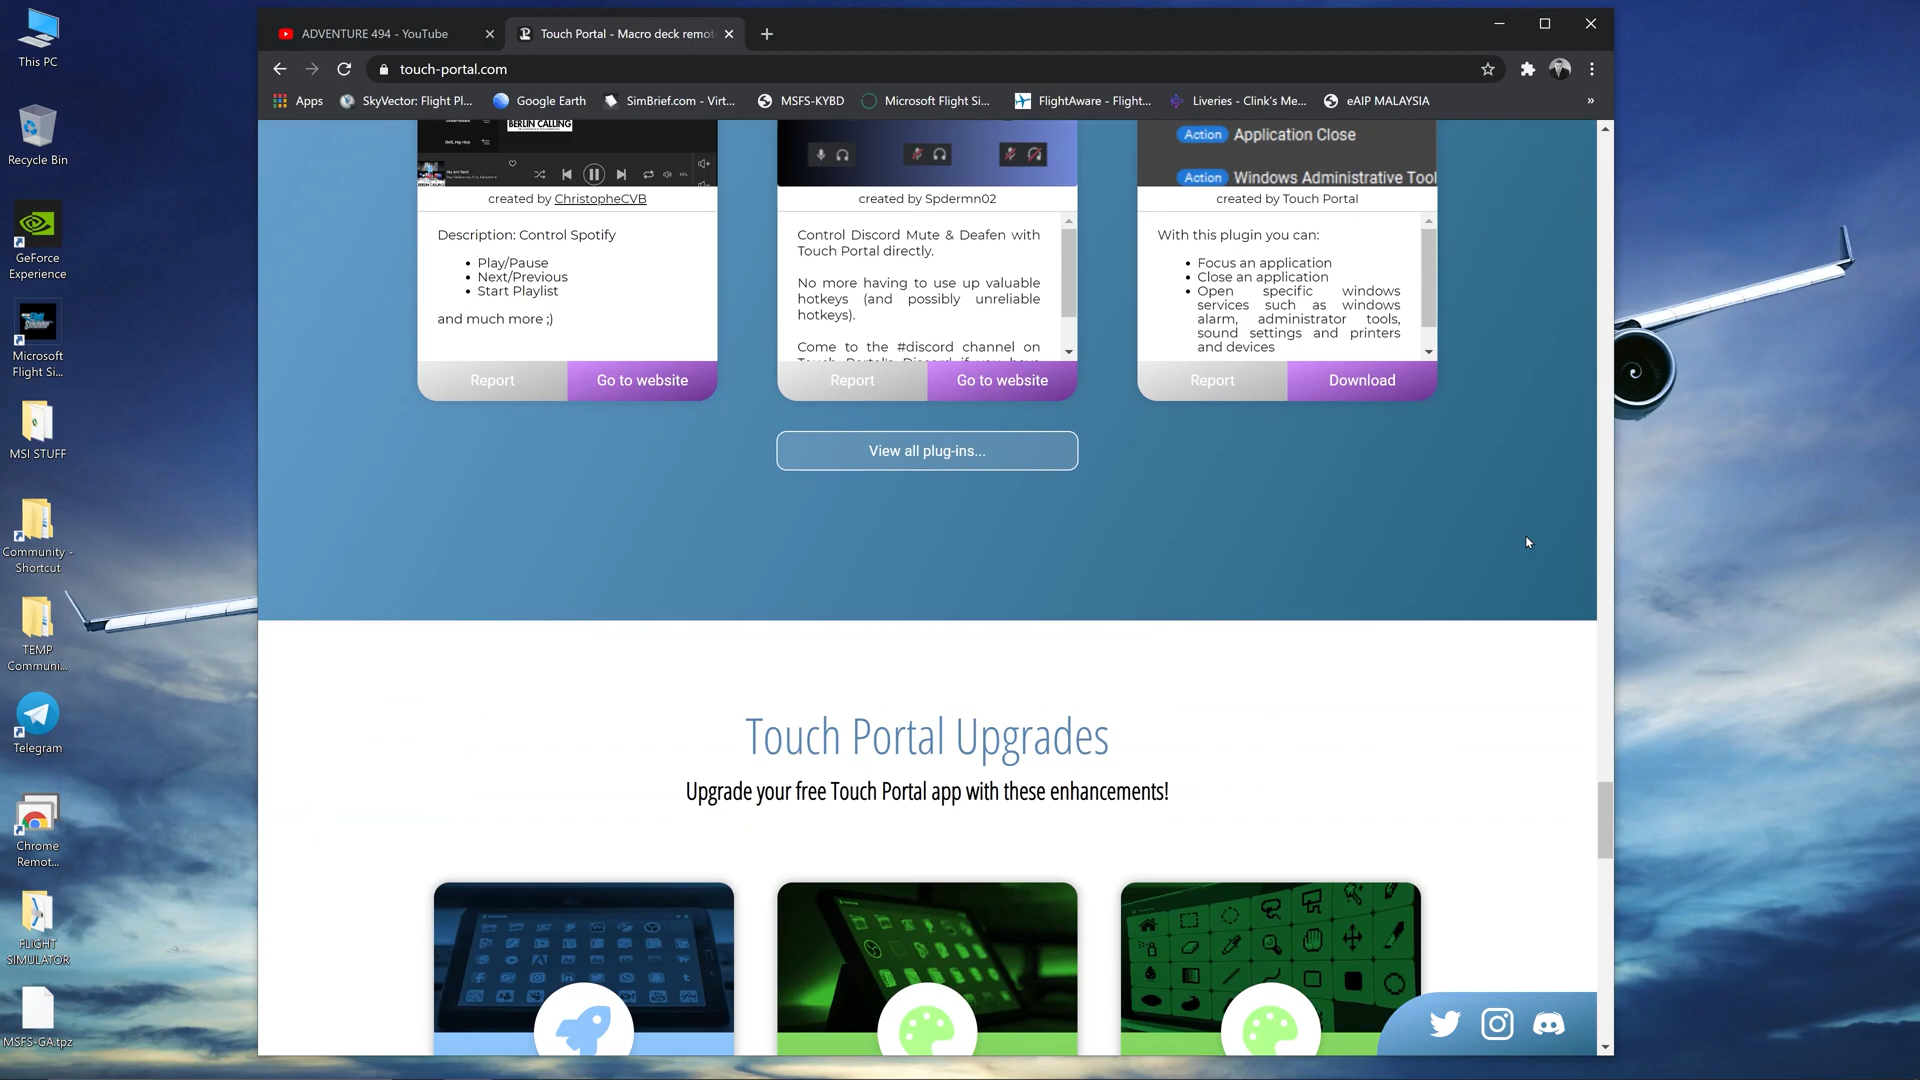 This PC
Recycle Bin
GeForce
Experience
Microsoft
Flight Si...
MSI STUFF
Community -
Shortcut
TEMP
Communi...
Telegram
Chrome
Remot...
FLIGHT
SIMULATOR
MSFS-GA.tpz
ADVENTURE 494 - YouTube
Touch Portal - Macro deck remot
touch-portal.com
Apps
SkyVector: Flight Pl...
Google Earth
SimBrief.com - Virt...
MSFS-KYBD
Microsoft Flight Si...
FlightAware - Flight...
Liveries - Clink's Me...
eAIP MALAYSIA
»
BERLIN CALLING
created by ChristopheCVB
Description: Control Spotify
• Play/Pause
• Next/Previous
• Start Playlist
and much more ;)
Report
Go to website
created by Spdermn02
Control Discord Mute & Deafen with
Touch Portal directly.
No more having to use up valuable
hotkeys (and possibly unreliable
hotkeys).
Come to the #discord channel on
Touch Portal's Discord if you have
Report
Go to website
Action Application Close
Action Windows Administrative Tool
created by Touch Portal
With this plugin you can:
• Focus an application
• Close an application
• Open specific windows
services such as windows
alarm, administrator tools,
sound settings and printers
and devices
Report
Download
View all plug-ins...
Touch Portal Upgrades
Upgrade your free Touch Portal app with these enhancements!